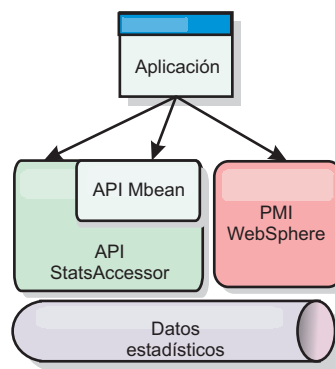 Aplicación
API Mbean
API
StatsAccessor
PMI
WebSphere
Datos
estadísticos